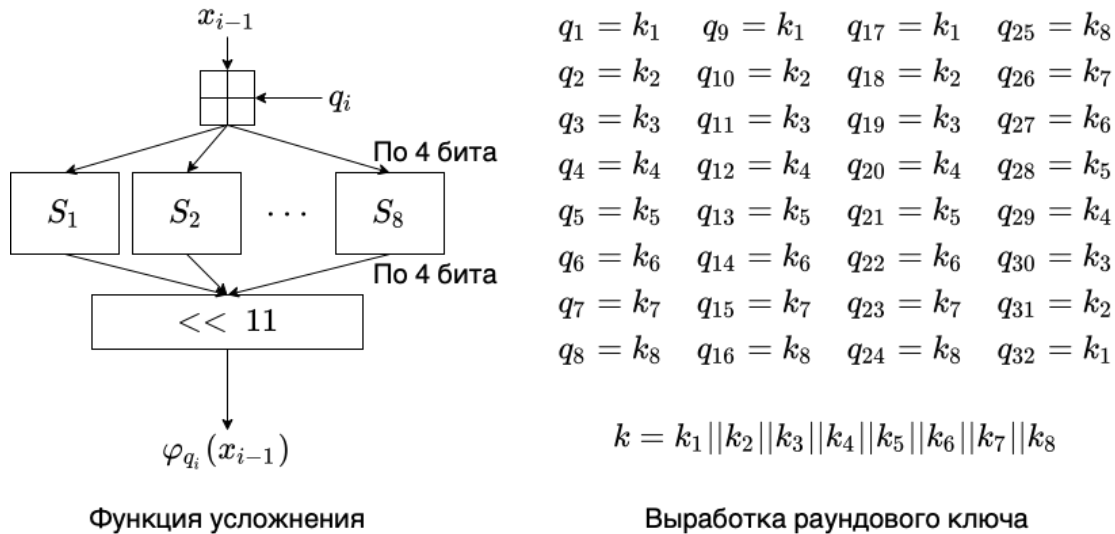 x_{i-1}
q_i
По 4 бита
S_1 S_2 ... S_8
По 4 бита
<< 11
φ_{q_i}(x_{i-1})
Функция усложнения
q_1 = k_1 q_9 = k_1 q_17 = k_1 q_25 = k_8
q_2 = k_2 q_10 = k_2 q_18 = k_2 q_26 = k_7
q_3 = k_3 q_11 = k_3 q_19 = k_3 q_27 = k_6
q_4 = k_4 q_12 = k_4 q_20 = k_4 q_28 = k_5
q_5 = k_5 q_13 = k_5 q_21 = k_5 q_29 = k_4
q_6 = k_6 q_14 = k_6 q_22 = k_6 q_30 = k_3
q_7 = k_7 q_15 = k_7 q_23 = k_7 q_31 = k_2
q_8 = k_8 q_16 = k_8 q_24 = k_8 q_32 = k_1
k = k_1||k_2||k_3||k_4||k_5||k_6||k_7||k_8
Выработка раундового ключа